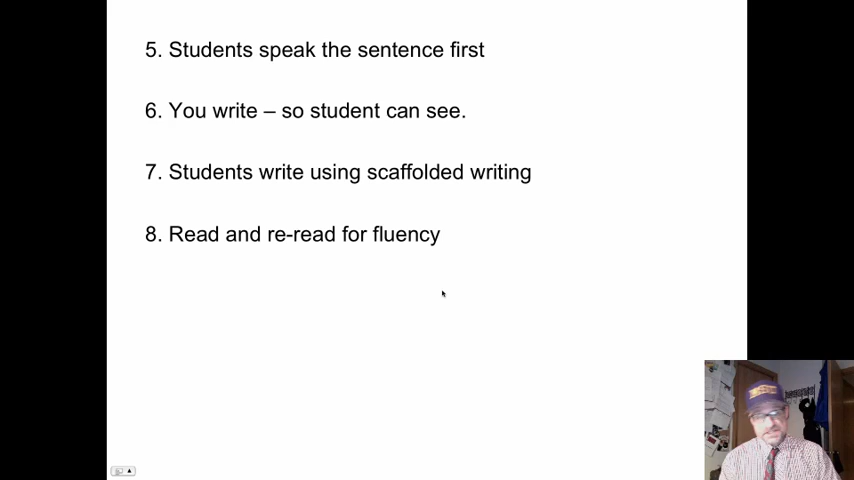 5. Students speak the sentence first
6. You write – so student can see.
7. Students write using scaffolded writing
8. Read and re-read for fluency